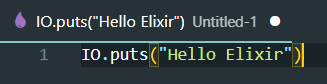 IO.puts("Hello Elixir") Untitled-1
1 IO.puts("Hello Elixir")